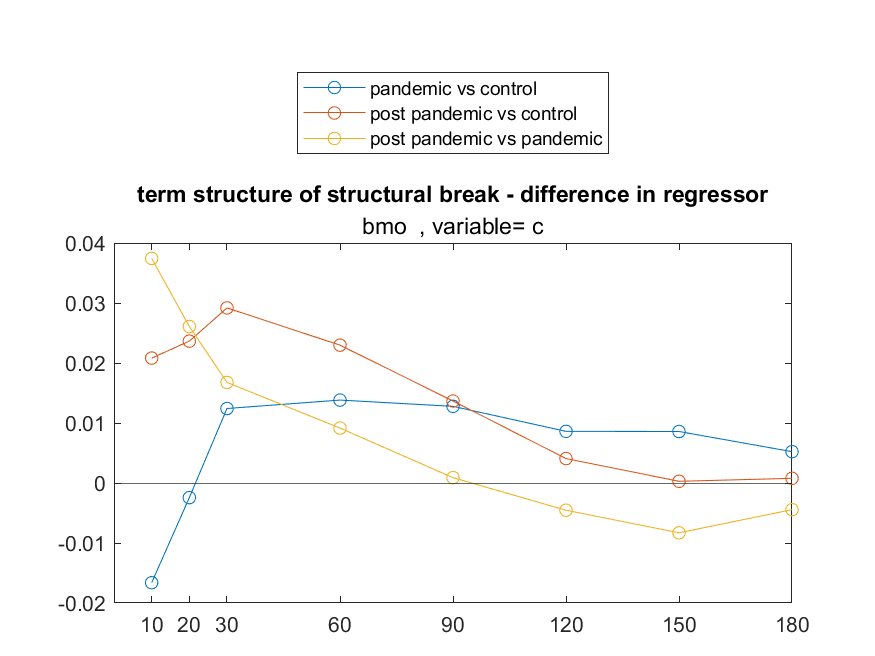 pandemic vs control
post pandemic vs control
post pandemic vs pandemic
term structure of structural break - difference in regressor
bmo  , variable= c
0.04
0.03
0.02
0.01
0
-0.01
-0.02
10 20 30 60 90 120 150 180